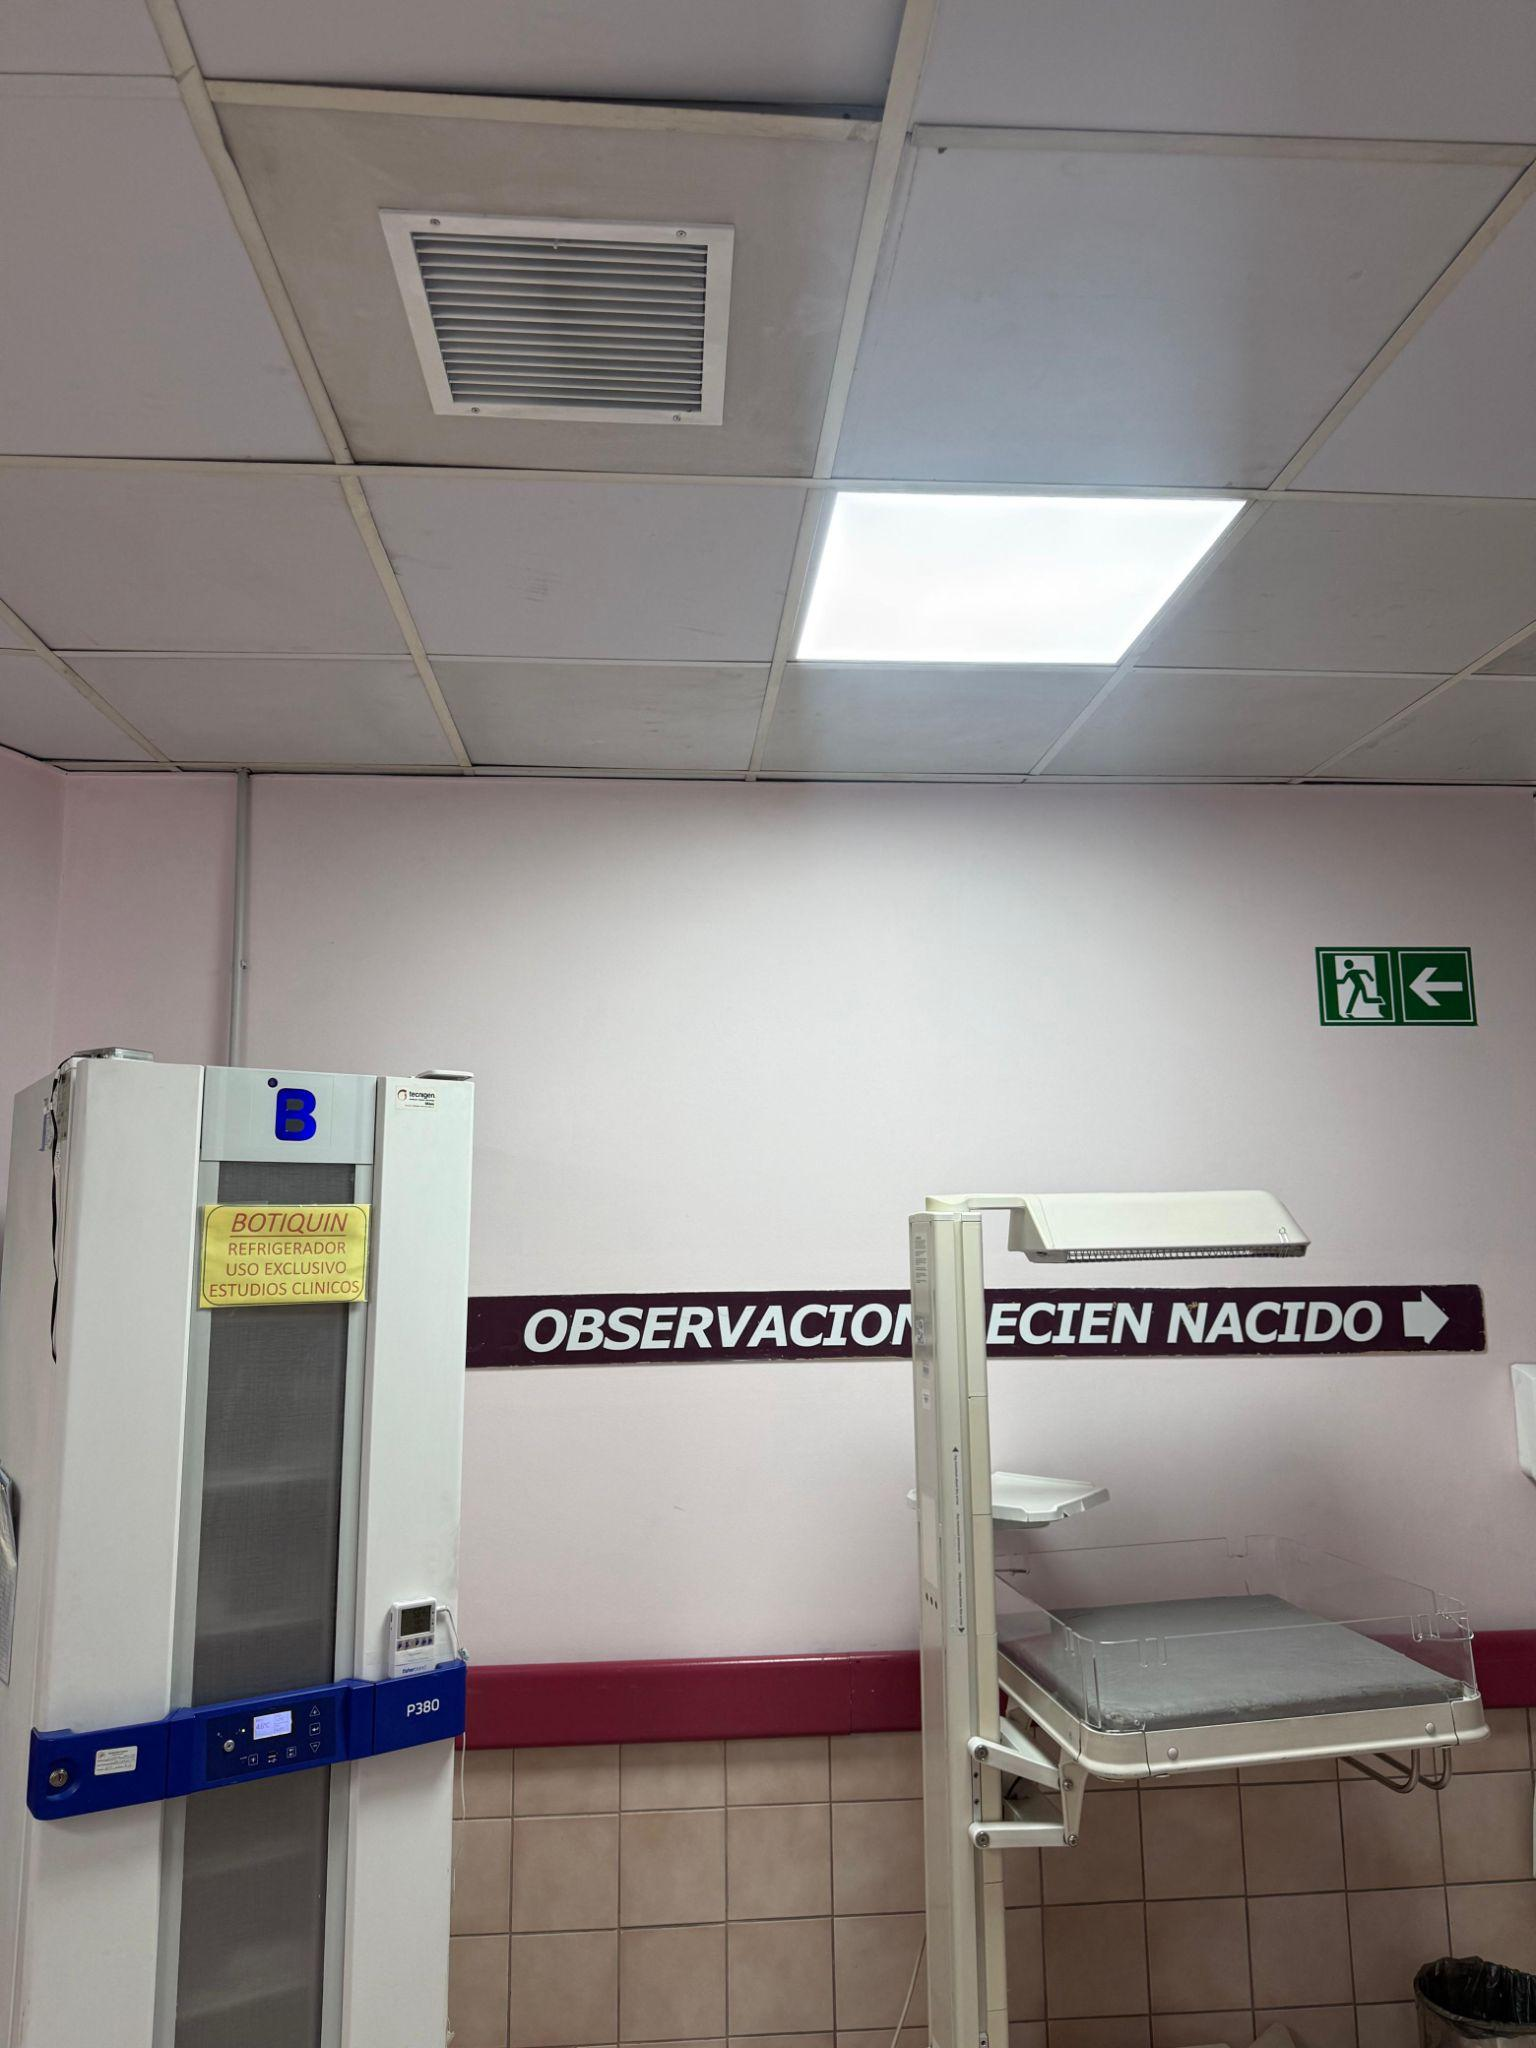 B
tecnigen
BOTIQUIN
REFRIGERADOR
USO EXCLUSIVO
ESTUDIOS CLINICOS
OBSERVACION ECIEN NACIDO
P380